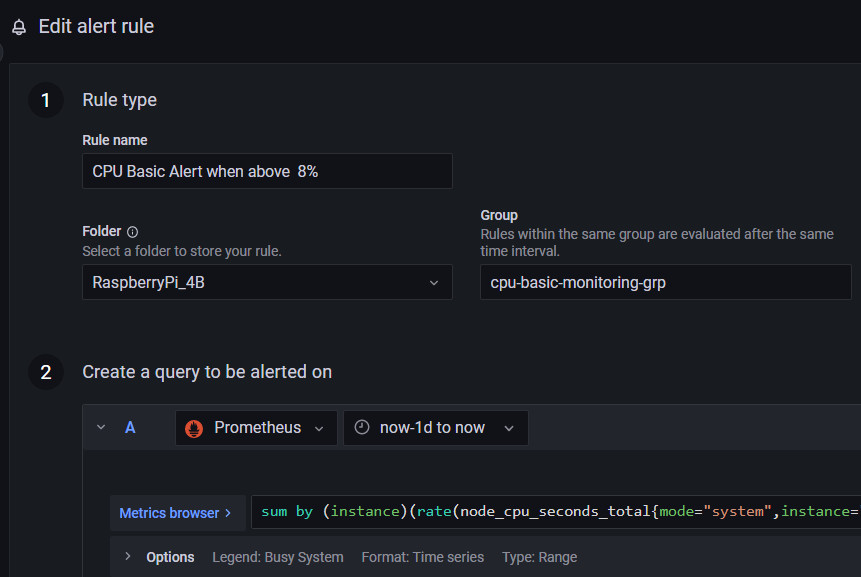 Edit alert rule
1 Rule type
Rule name
CPU Basic Alert when above  8%
Folder
Select a folder to store your rule.
RaspberryPi_4B
Group
Rules within the same group are evaluated after the same
time interval.
cpu-basic-monitoring-grp
2 Create a query to be alerted on
A Prometheus now-1d to now
Metrics browser > sum by (instance)(rate(node_cpu_seconds_total{mode="system",instance=
> Options Legend: Busy System Format: Time series Type: Range